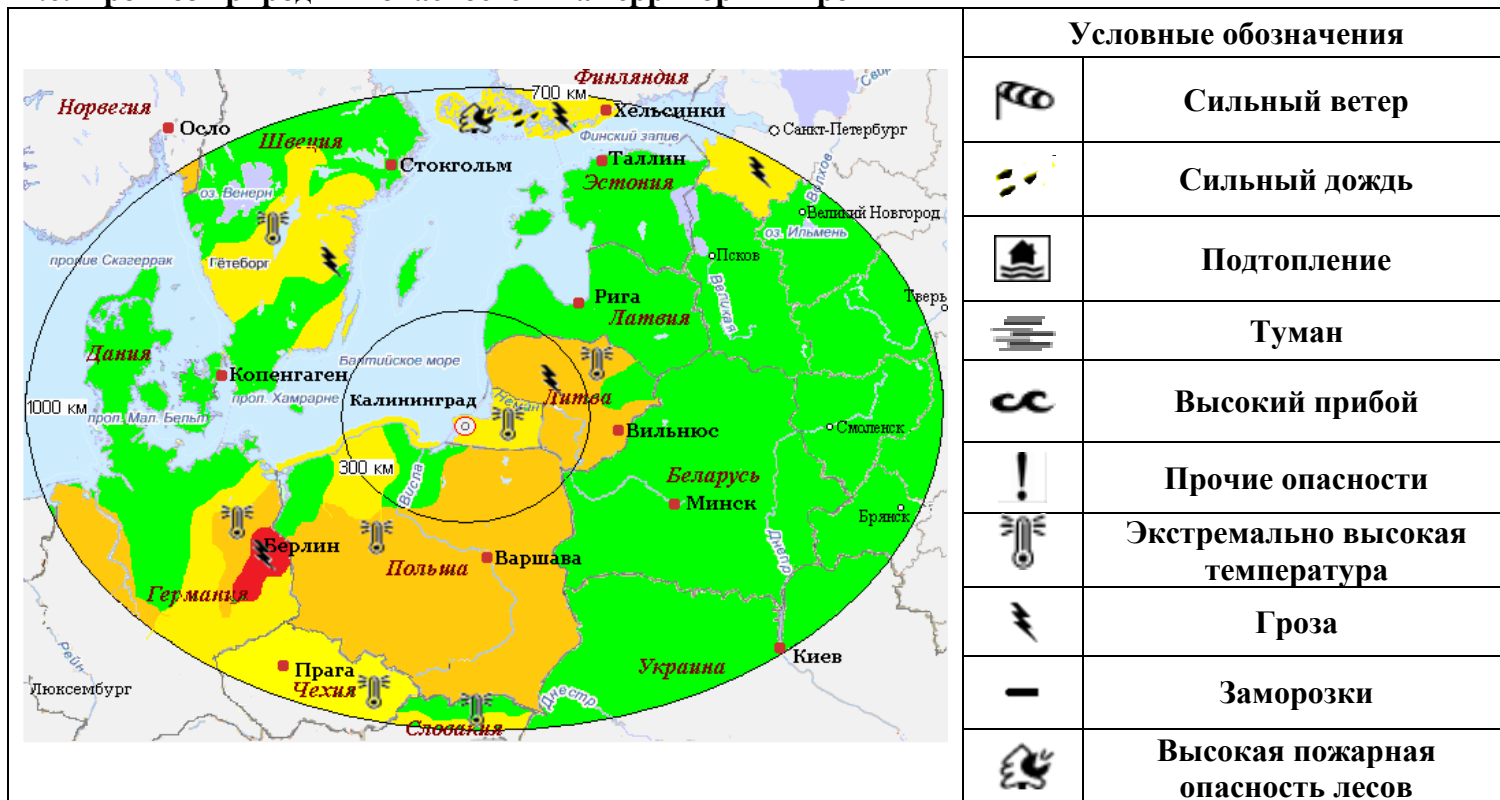 Условные обозначения
Сильный ветер
Сильный дождь
Подтопление
Туман
Высокий прибой
Прочие опасности
Экстремально высокая
температура
Гроза
Заморозки
Высокая пожарная
опасность лесов
Финляндия
700 км
Норвегия
Хельсинки
Осло
Санкт-Петербург
Швеция
Финский залив
Стокгольм
Таллин
Эстония
Волхов
оз. Венерн
Великий Новгород
оз. Ильмень
Псков
пролив Скагеррак
Гётеборг
Великая
Тверь
Рига
Латвия
Дания
Балтийское море
Копенгаген
прол. Хамрарне
Калининград
Неман
Литва
1000 км
прол. Мал. Бельт
Вильнюс
Смоленск
300 км
Висла
Беларусь
Минск
Брянск
Днепр
Берлин
Варшава
Польша
Германия
Киев
Украина
Рейн
Прага
Чехия
Люксембург
Днестр
Словакия